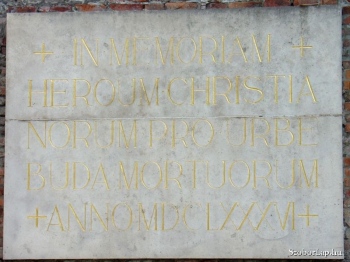 + IN MEMORIAM +
HEROUM CHRISTIA
NORUM PRO URBE
BUDA MORTUORUM
+ ANNO MDCLXXXVI +
Szoborlap.hu